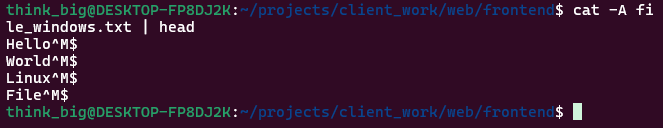 think_big@DESKTOP-FP8DJ2K:~/projects/client_work/web/frontend$ cat -A fi
le_windows.txt | head
Hello^M$
World^M$
Linux^M$
File^M$
think_big@DESKTOP-FP8DJ2K:~/projects/client_work/web/frontend$